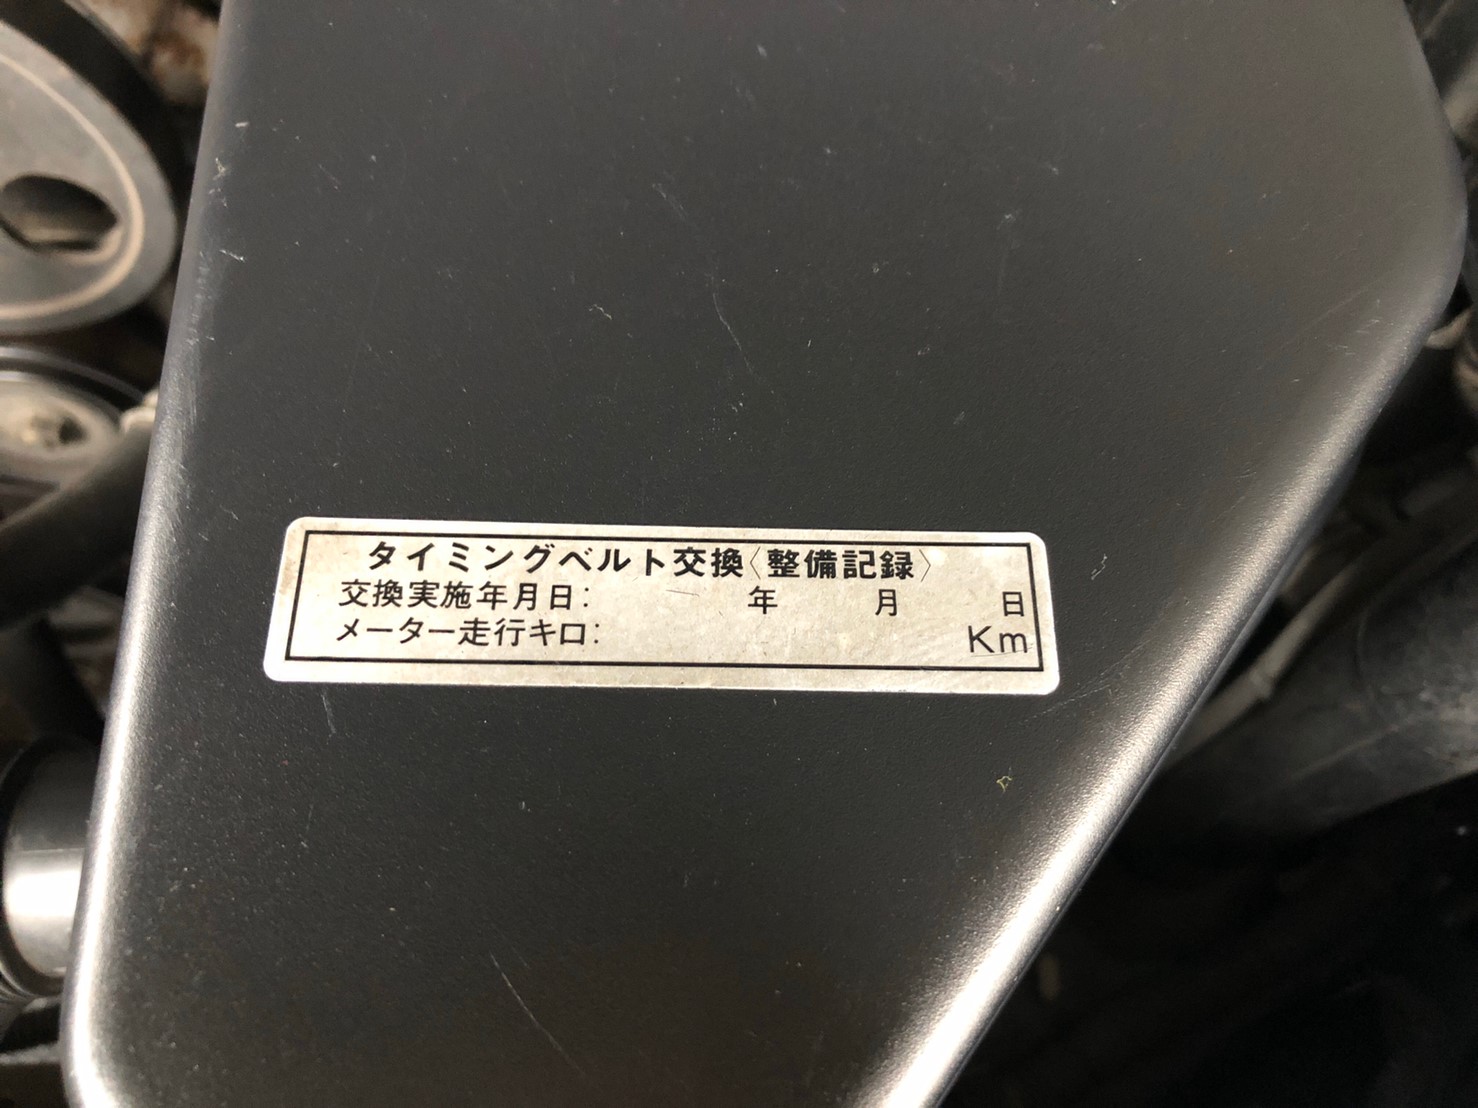 タイミングベルト交換〈整備記録〉
交換実施年月日: 年 月 日
メーター走行キロ: Km